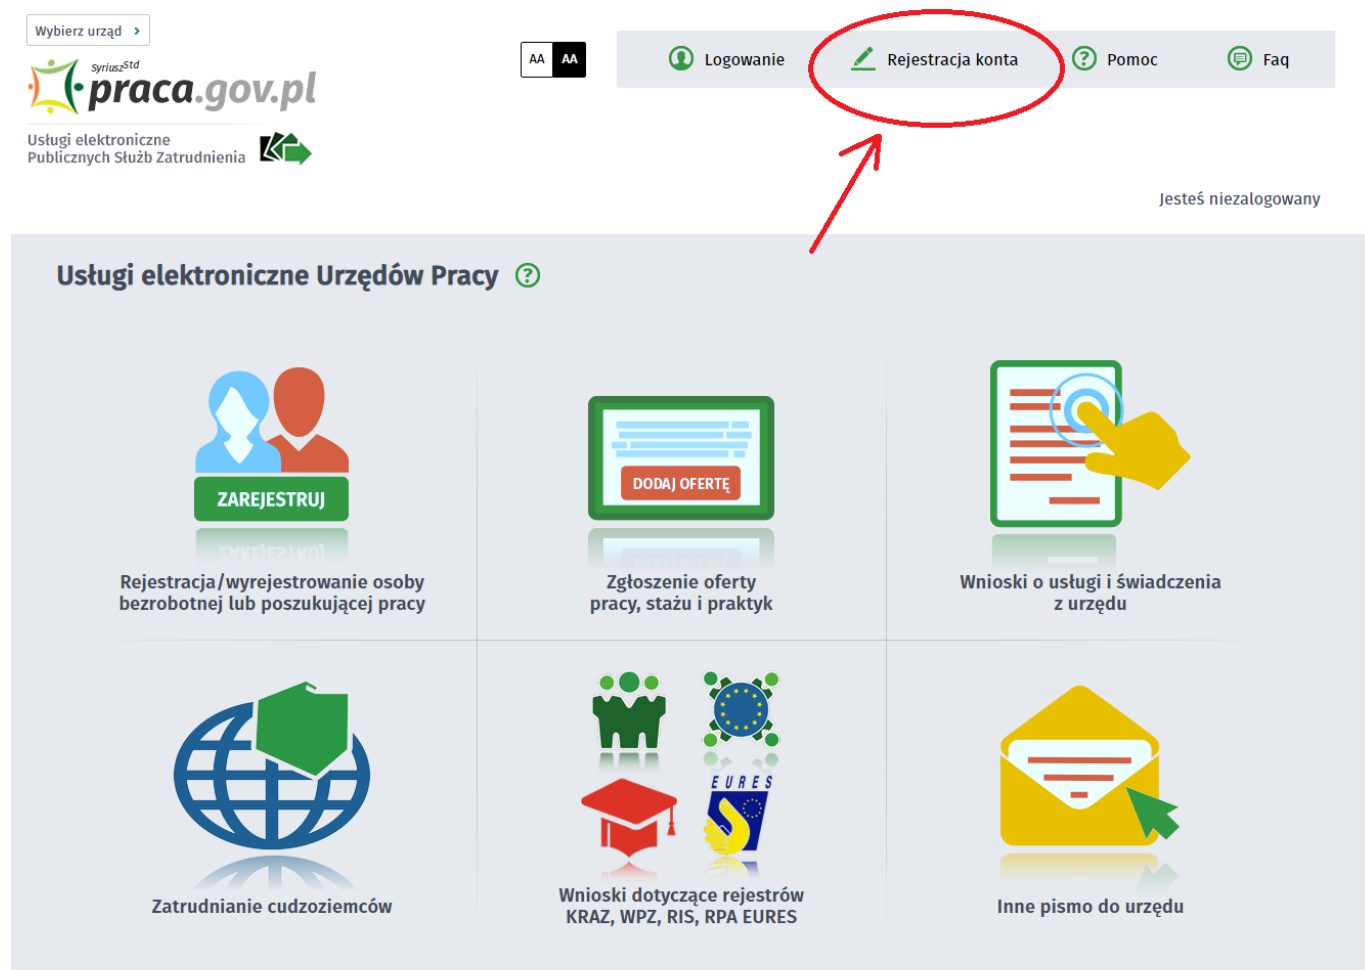 Wybierz urząd
SyriuszStd
praca.gov.pl
Usługi elektroniczne
Publicznych Służb Zatrudnienia
AA AA
Logowanie
Rejestracja konta
Pomoc
Faq
Jesteś niezalogowany
Usługi elektroniczne Urzędów Pracy
ZAREJESTRUJ
Rejestracja/wyrejestrowanie osoby
bezrobotnej lub poszukującej pracy
DODAJ OFERTĘ
Zgłoszenie oferty
pracy, stażu i praktyk
Wnioski o usługi i świadczenia
z urzędu
Zatrudnianie cudzoziemców
EURES
Wnioski dotyczące rejestrów
KRAZ, WPZ, RIS, RPA EURES
Inne pismo do urzędu